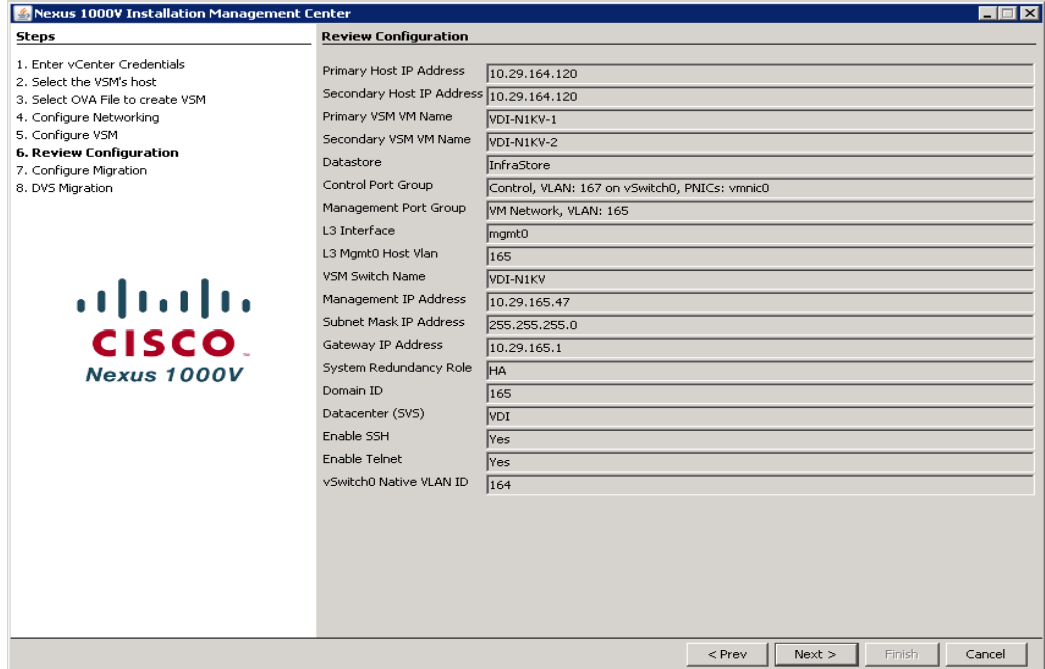 Nexus 1000V Installation Management Center
Steps
1. Enter vCenter Credentials
2. Select the VSM's host
3. Select OVA File to create VSM
4. Configure Networking
5. Configure VSM
6. Review Configuration
7. Configure Migration
8. DVS Migration
CISCO
Nexus 1000V
Review Configuration
Primary Host IP Address 10.29.164.120
Secondary Host IP Address 10.29.164.120
Primary VSM VM Name VDI-N1KV-1
Secondary VSM VM Name VDI-N1KV-2
Datastore InfraStore
Control Port Group Control, VLAN: 167 on vSwitch0, PNICs: vmnic0
Management Port Group VM Network, VLAN: 165
L3 Interface mgmt0
L3 Mgmt0 Host Vlan 165
VSM Switch Name VDI-N1KV
Management IP Address 10.29.165.47
Subnet Mask IP Address 255.255.255.0
Gateway IP Address 10.29.165.1
System Redundancy Role HA
Domain ID 165
Datacenter (SVS) VDI
Enable SSH Yes
Enable Telnet Yes
vSwitch0 Native VLAN ID 164
< Prev Next > Finish Cancel